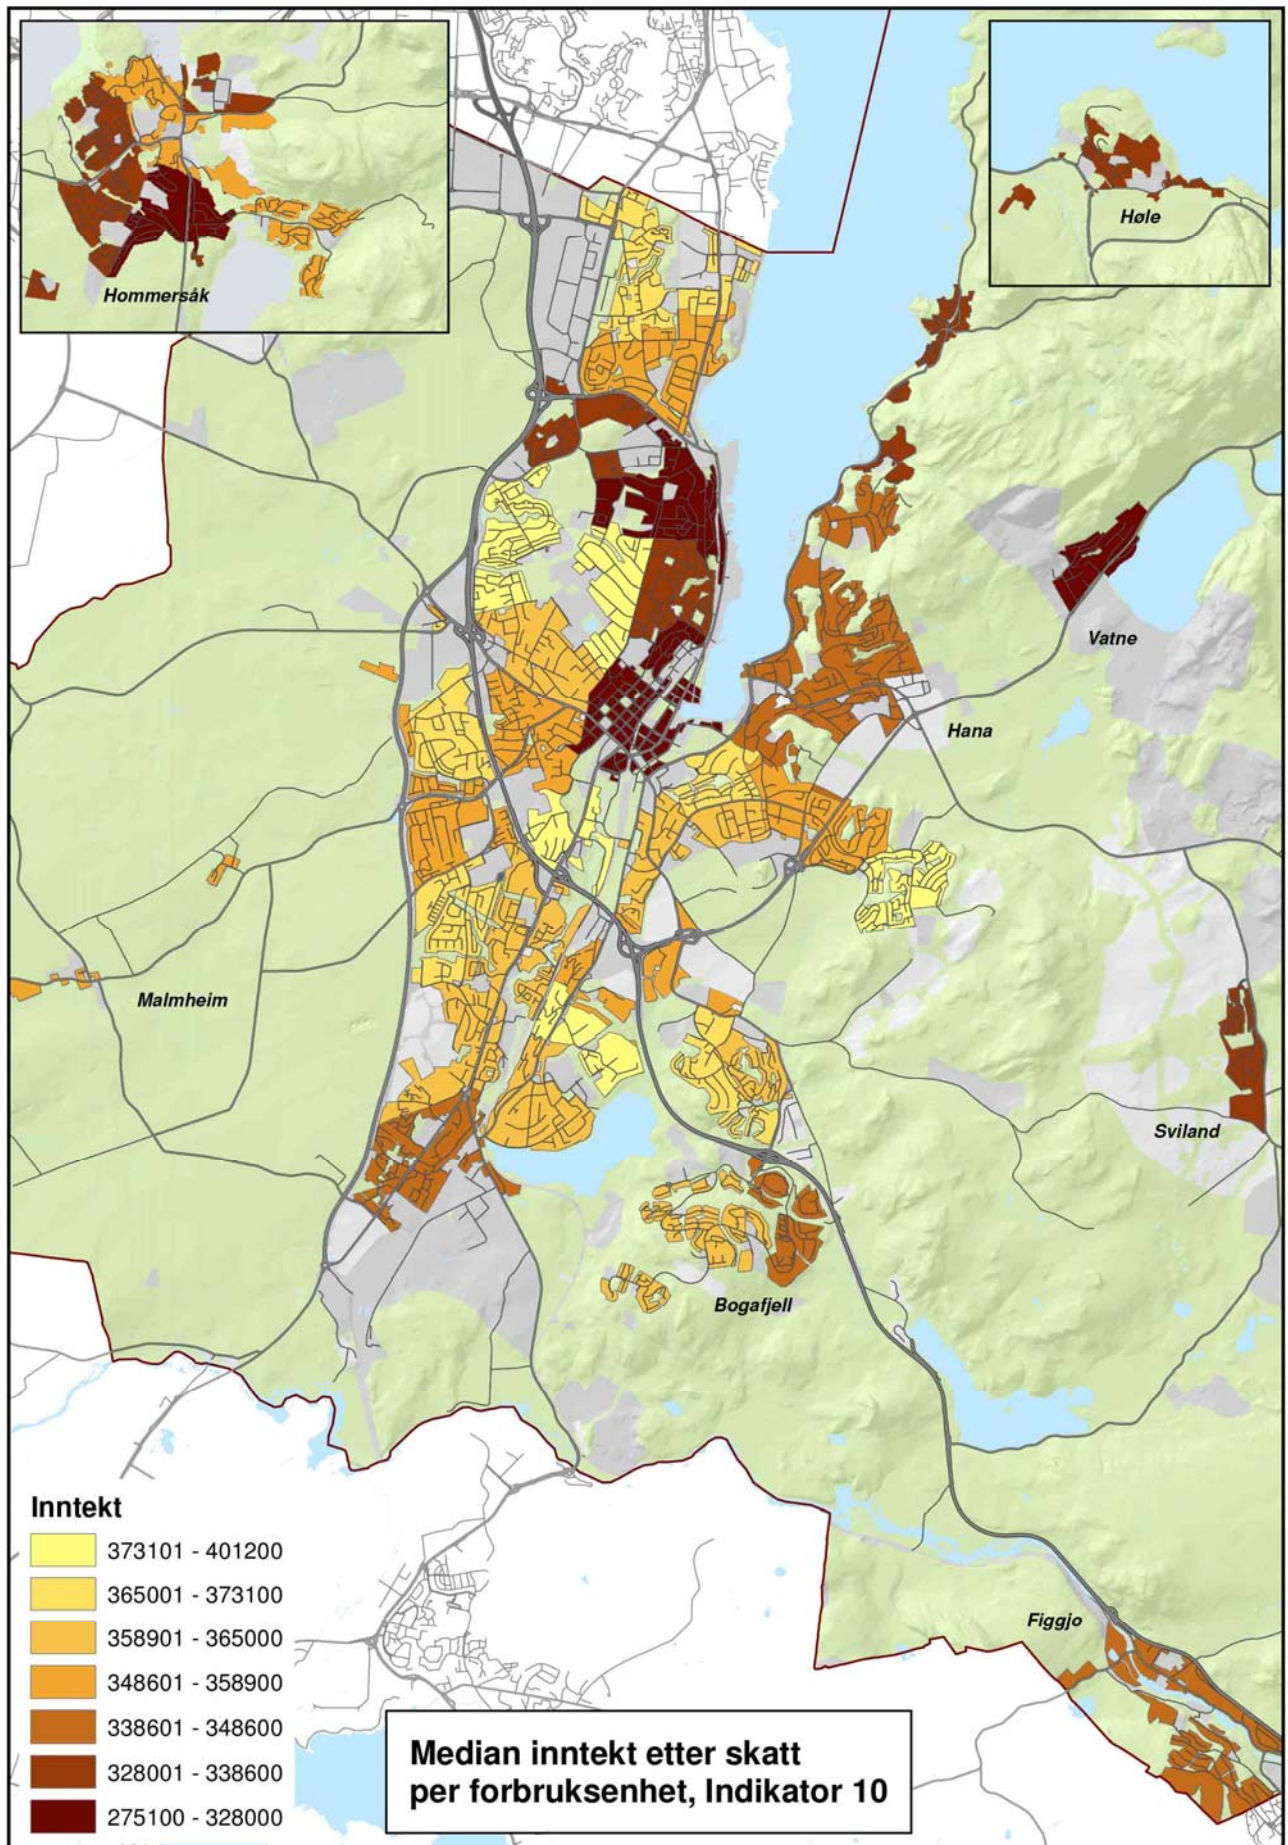 Hommersåk
Høle
Vatne
Hana
Malmheim
Sviland
Bogafjell
Figgjo
Inntekt
373101 - 401200
365001 - 373100
358901 - 365000
348601 - 358900
338601 - 348600
328001 - 338600
275100 - 328000
Median inntekt etter skatt
per forbruksenhet, Indikator 10